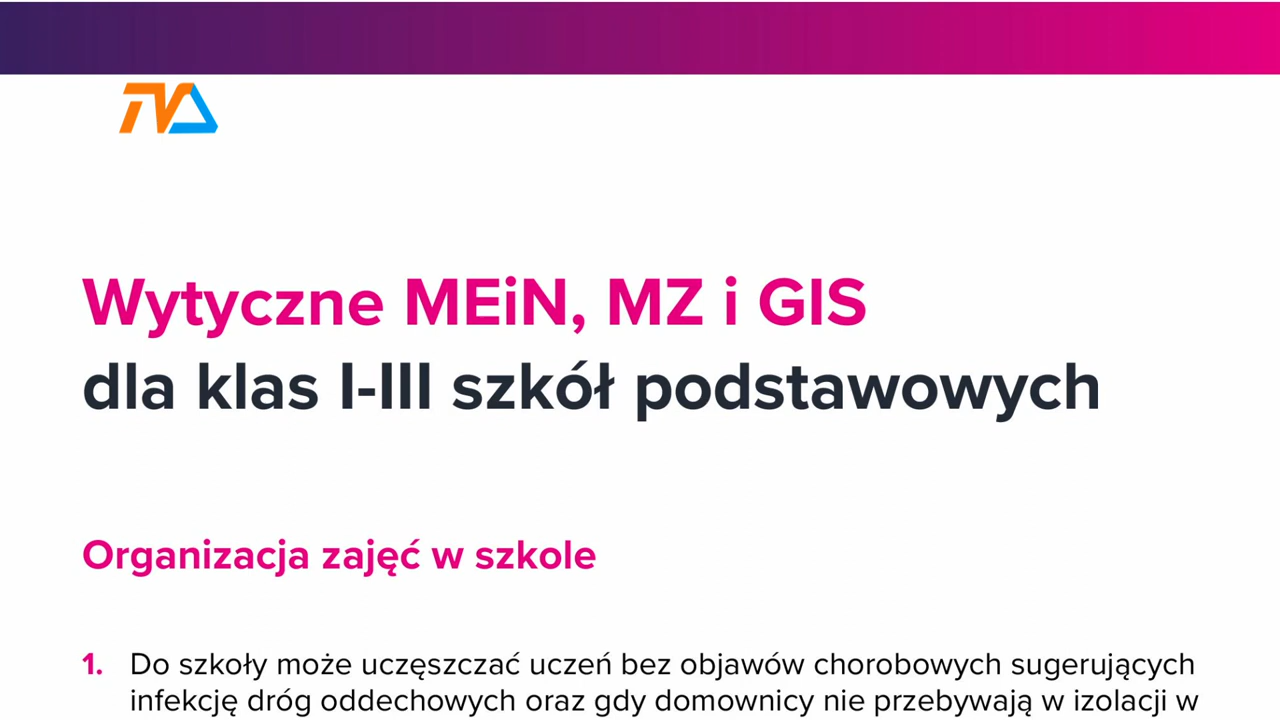 TVA
Wytyczne MEiN, MZ i GIS
dla klas I-III szkół podstawowych
Organizacja zajęć w szkole
1. Do szkoły może uczęszczać uczeń bez objawów chorobowych sugerujących
infekcję dróg oddechowych oraz gdy domownicy nie przebywają w izolacji w